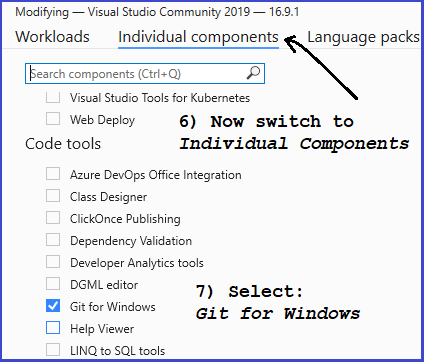 Modifying — Visual Studio Community 2019 — 16.9.1
Workloads Individual components Language packs
Search components (Ctrl+Q)
Visual Studio Tools for Kubernetes
Web Deploy
6) Now switch to
Individual Components
Code tools
Azure DevOps Office Integration
Class Designer
ClickOnce Publishing
Dependency Validation
Developer Analytics tools
DGML editor
7) Select:
Git for Windows
Git for Windows
Help Viewer
LINQ to SQL tools